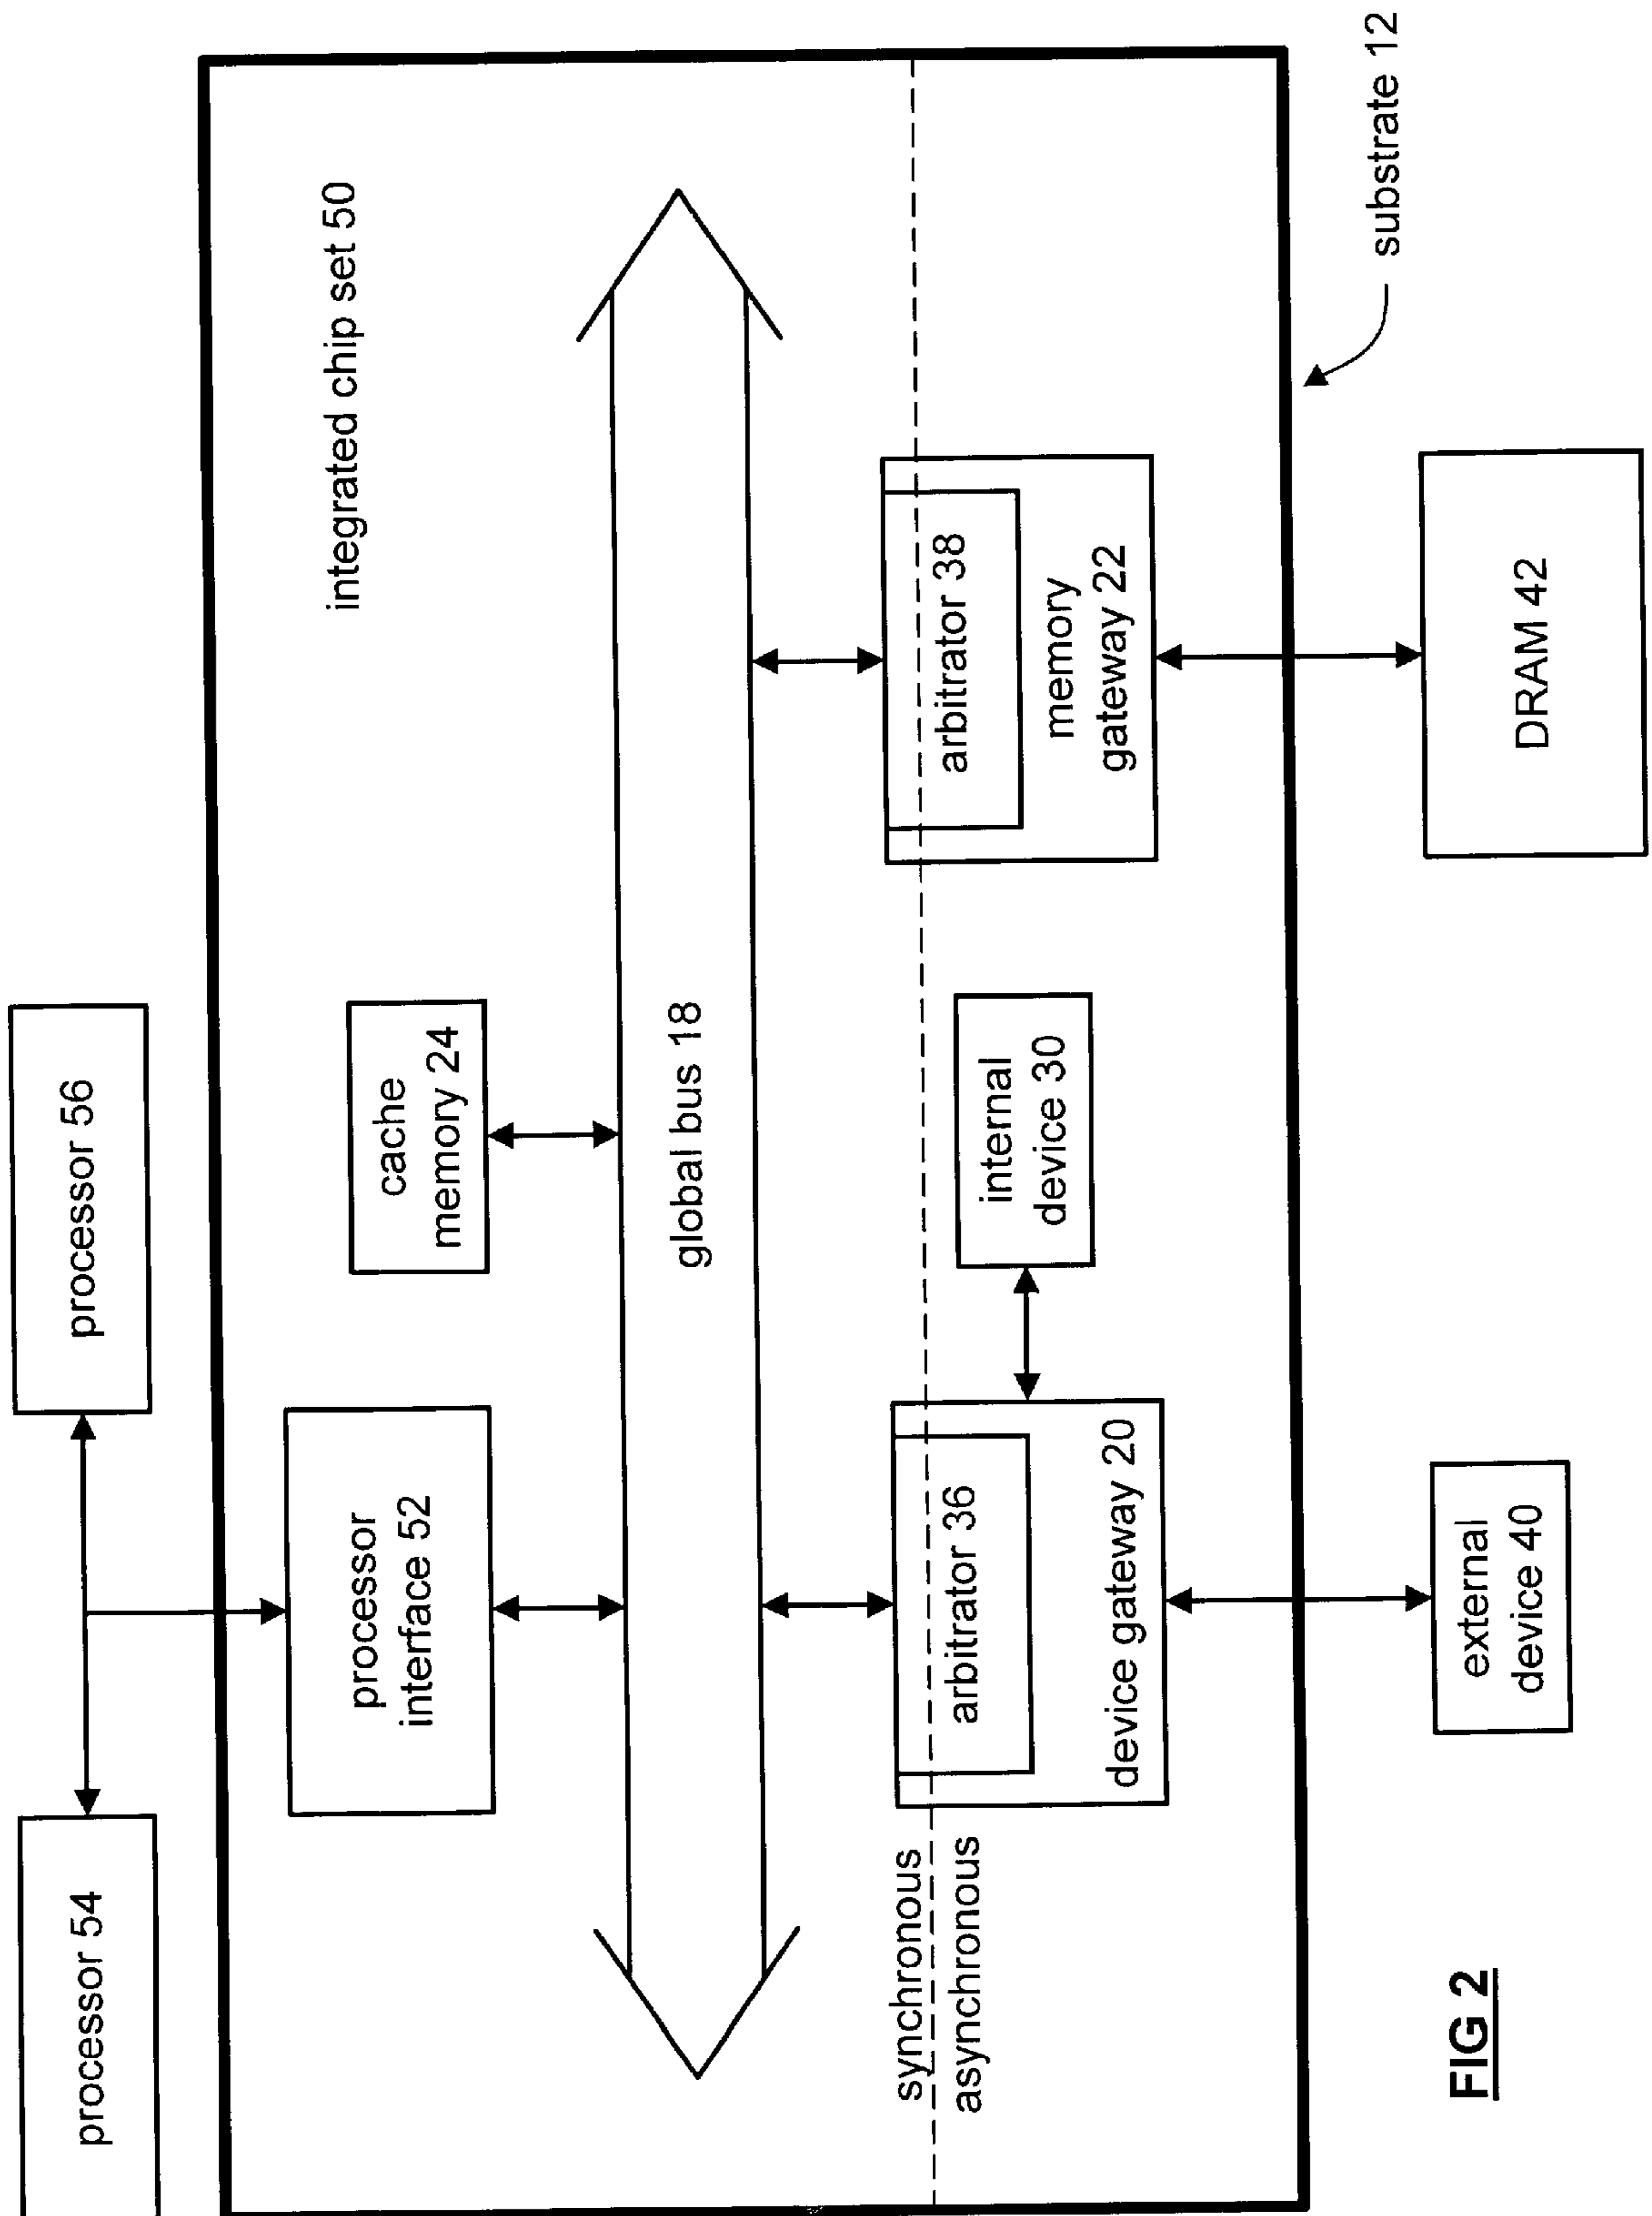 processor 54
processor 56
integrated chip set 50
processor
interface 52
cache
memory 24
global bus 18
synchronous
asynchronous
arbitrator 36
device gateway 20
internal
device 30
arbitrator 38
memory
gateway 22
substrate 12
external
device 40
DRAM 42
FIG 2